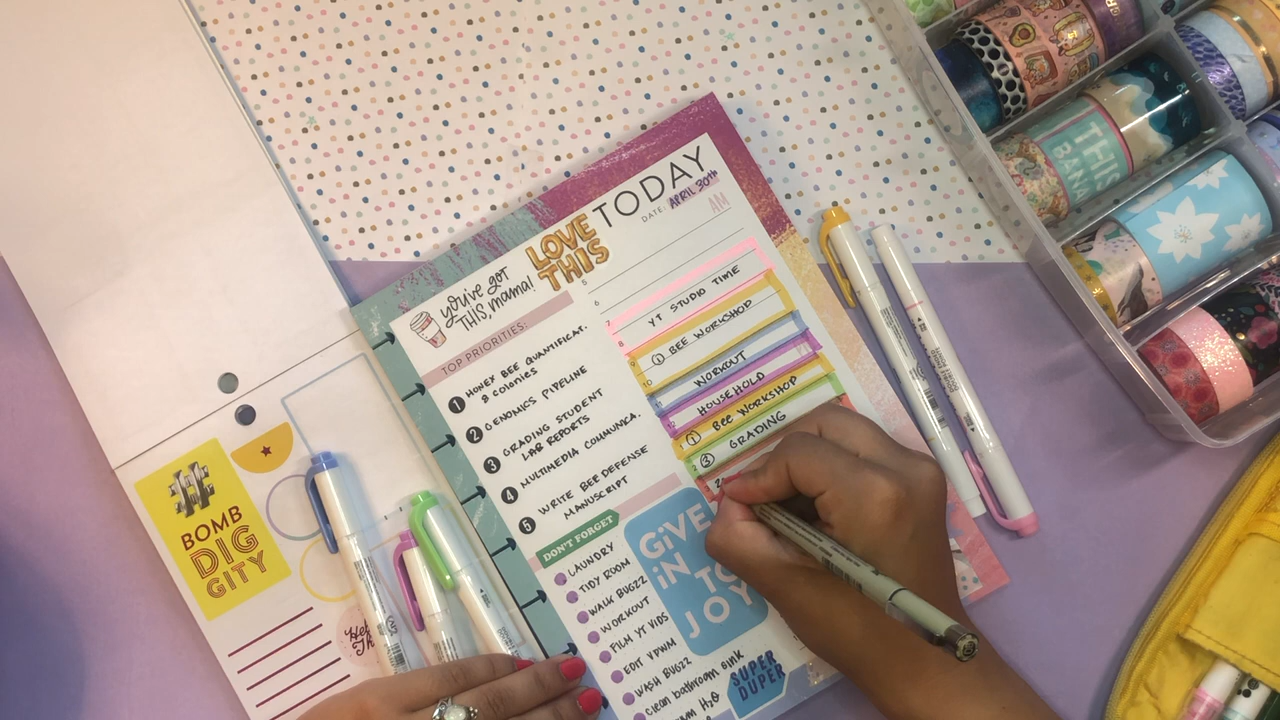 TODAY
DATE: APRIL 30th
AM
LOVE
THIS
you've got
THIS, mama!
TOP PRIORITIES:
1 HONEY BEE QUANTIFICAT.
8 colonies
2 GENOMICS PIPELINE
3 GRADING STUDENT
LAB REPORTS
4 MULTIMEDIA COMMUNICA.
5 WRITE BEE DEFENSE
MANUSCRIPT
DON'T FORGET
LAUNDRY
TIDY ROOM
WALK BUGZZ
WORKOUT
FILM YT VIDS
EDIT VPWM
WASH BUGZZ
clean bathroom sink
H2O
5
6
7 YT STUDIO TIME
8
9 ① BEE WORKSHOP
10
WORKOUT
HOUSEHOLD
1 ① BEE WORKSHOP
2 ③ GRADING
GIVE
iN
TO
JOY
SUPER
DUPER
#
BOMB
DIG
GITY
THIS
BANA